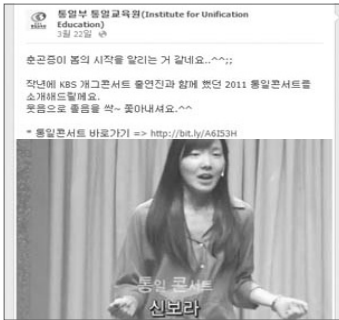 통일부 통일교육원(Institute for Unification
Education)
3월 22일
춘곤증이 봄의 시작을 알리는 거 같네요..^^;;
작년에 KBS 개그콘서트 출연진과 함께 했던 2011 통일콘서트를
소개해드릴께요.
웃음으로 졸음을 싹~ 쫓아내셔요.^^
* 통일콘서트 바로가기 => http://bit.ly/A6I53H
통일 콘서트
신보라